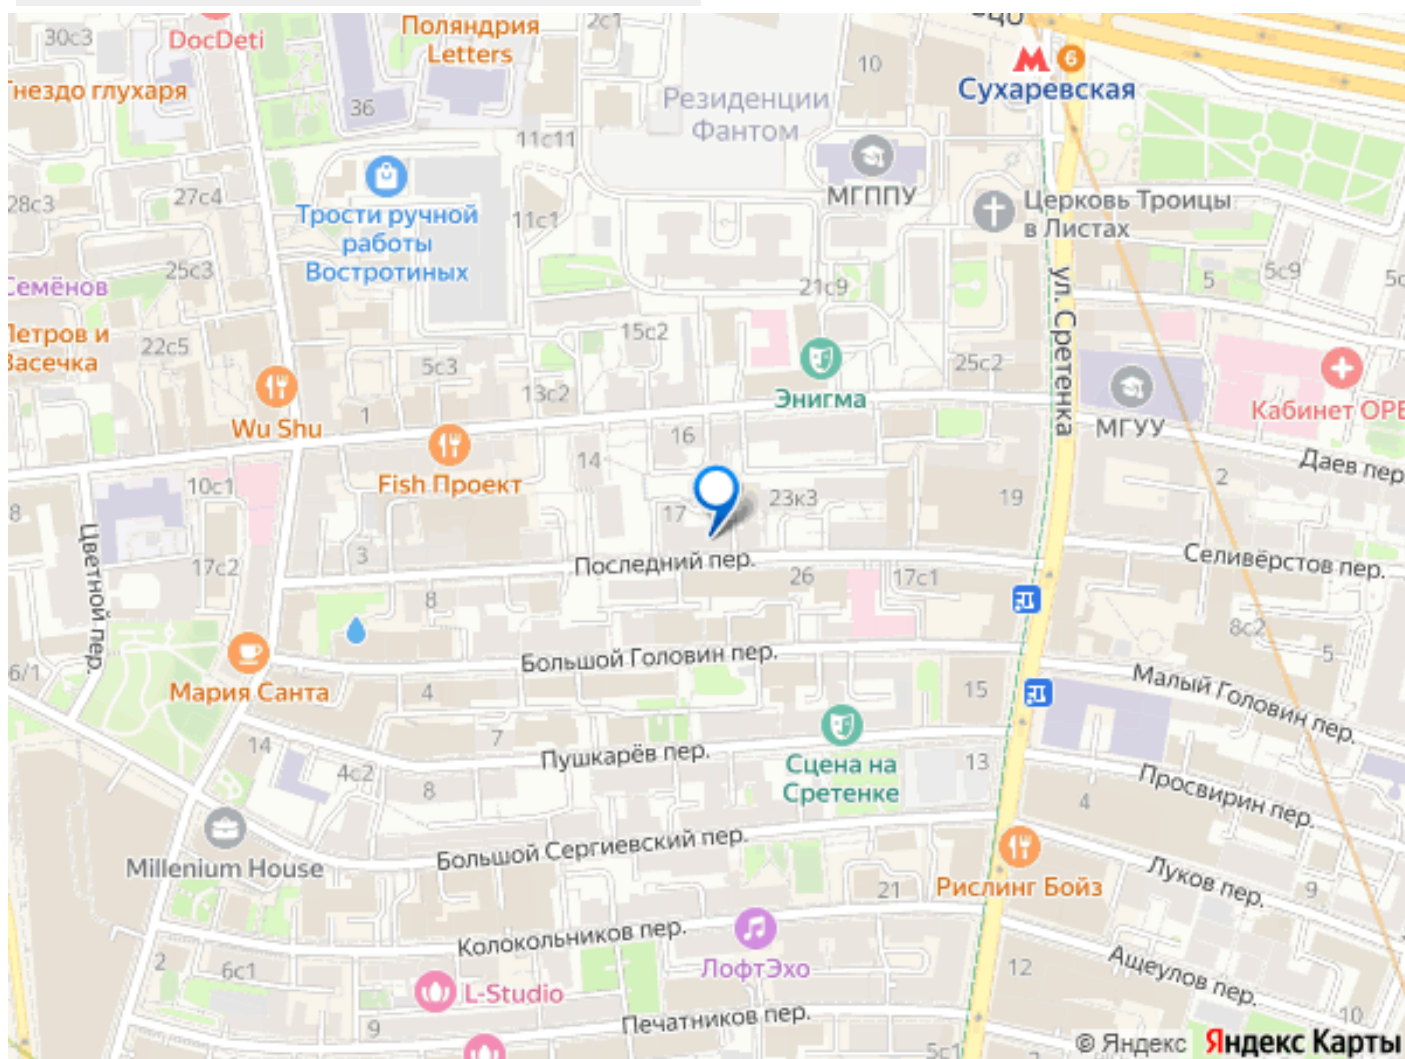 30с3
DocDeti
Поляндрия
Letters
2с1
10
6
Сухаревская
Гнездо глухаря
36
Резиденции
Фантом
11с11
МГППУ
28с3
27с4
Трости ручной
работы
Востротиных
11с1
Церковь Троицы
в Листах
25с3
Семёнов
21с9
5
5с9
ул. Сретенка
Петров и
Васечка
22с5
15с2
5с3
13с2
Энигма
25с2
МГУУ
Кабинет ОРЕ
Wu Shu
1
16
Fish Проект
14
Даев пер.
2
10с1
8
17
23к3
19
Цветной пер.
3
Последний пер.
Селивёрстов пер.
17с2
26
17с1
8
8с2
5
Большой Головин пер.
6/1
Мария Санта
4
15
Малый Головин пер.
14
7
Пушкарёв пер.
4с2
8
Сцена на
Сретенке
13
Просвирин пер.
4
Millenium House
Большой Сергиевский пер.
21
Рислинг Бойз
Луков пер.
9
Колокольников пер.
2
6с1
L-Studio
ЛофтЭхо
12
Ащеулов пер.
10
9
Печатников пер.
5с1
© Яндекс Яндекс Карты